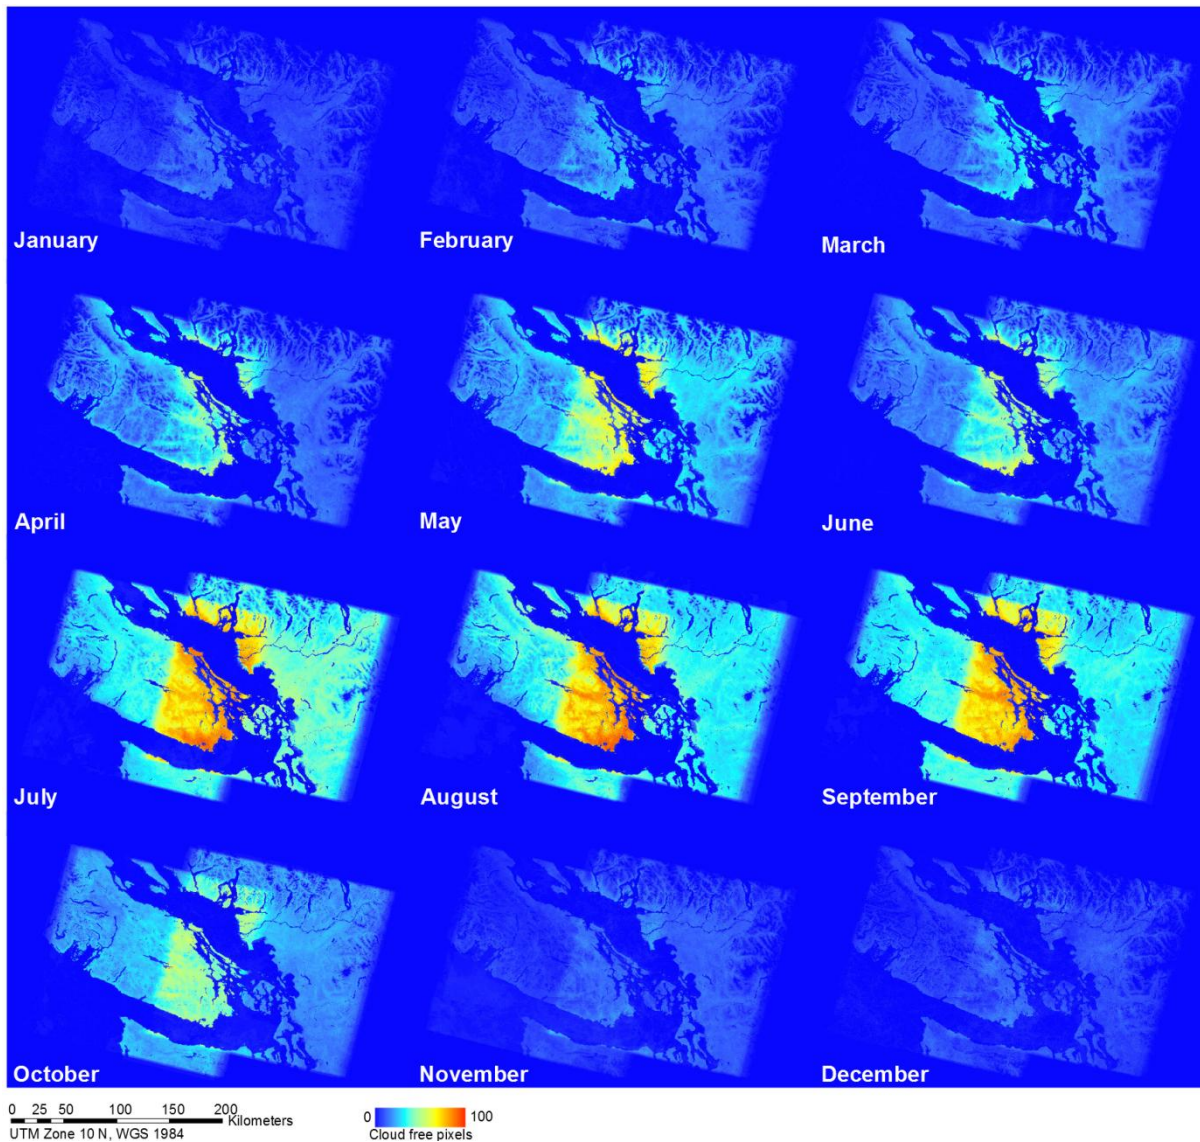 January
February
March
April
May
June
July
August
September
October
November
December
0 25 50 100 150 200
Kilometers
UTM Zone 10 N, WGS 1984
0 100
Cloud free pixels